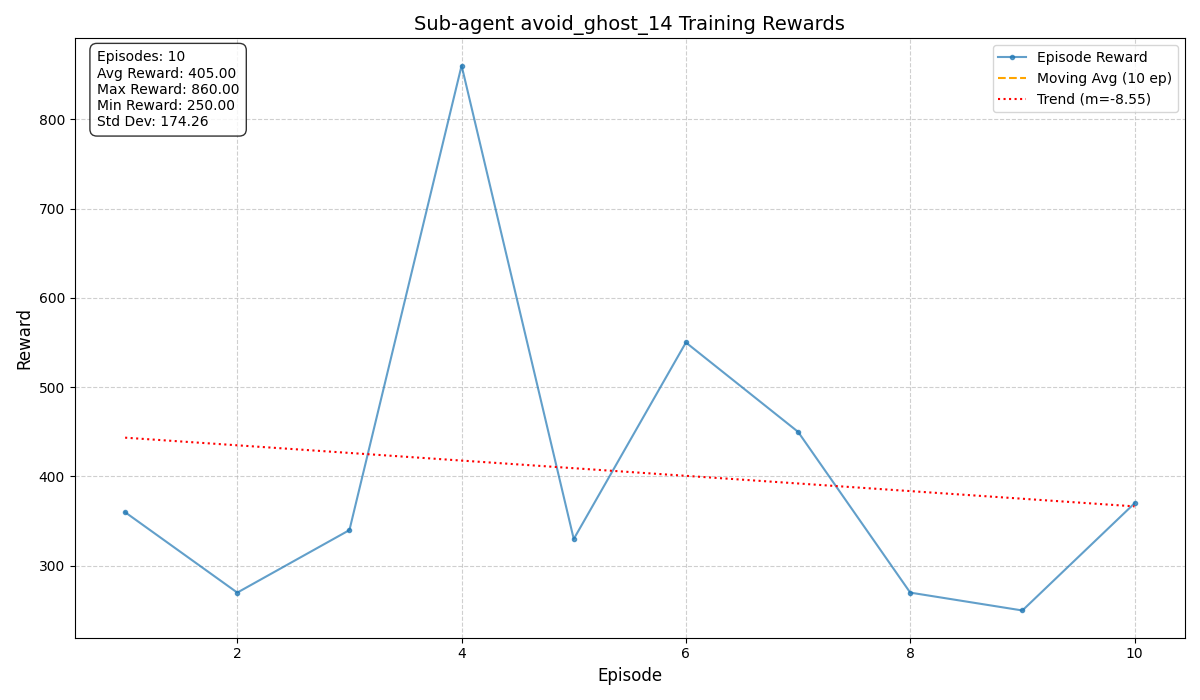 Sub-agent avoid_ghost_14 Training Rewards
Episodes: 10
Avg Reward: 405.00
Max Reward: 860.00
Min Reward: 250.00
Std Dev: 174.26
Episode Reward
Moving Avg (10 ep)
Trend (m=-8.55)
Reward
800
700
600
500
400
300
2 4 6 8 10
Episode